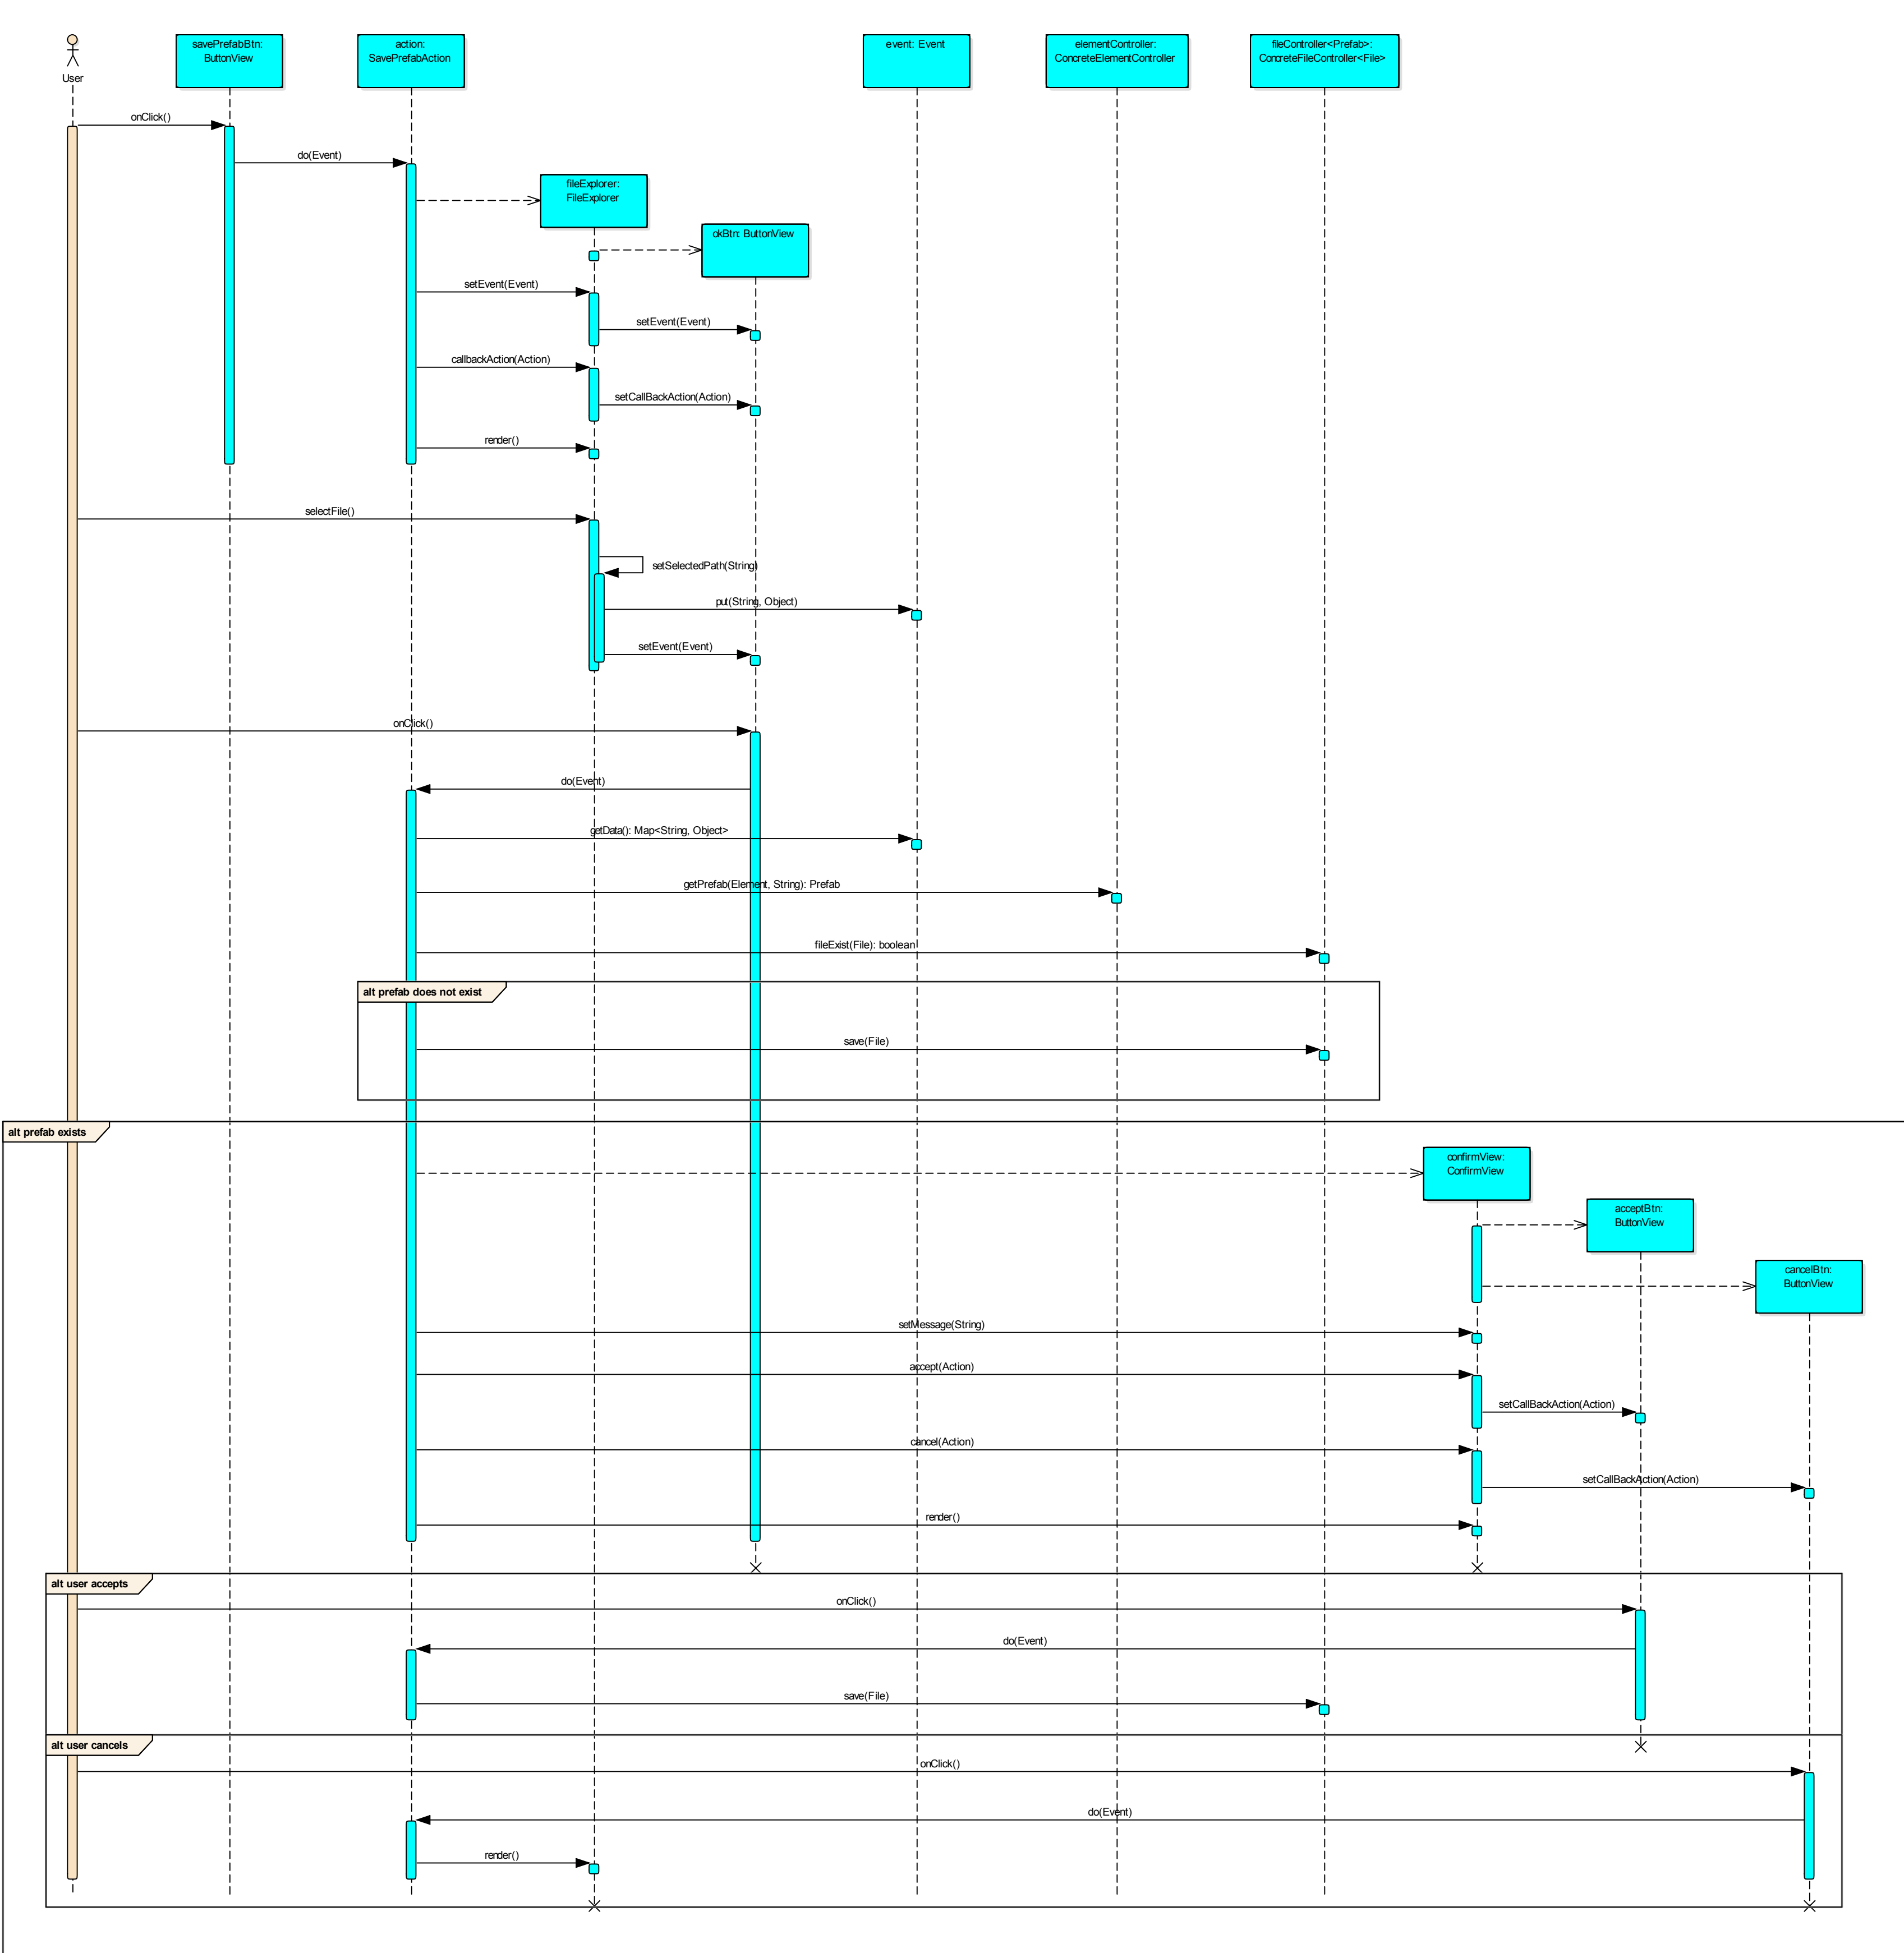 savePrefabBtn:
ButtonView
action:
SavePrefabAction
event: Event
elementController:
ConcreteElementController
fileController<Prefab>:
ConcreteFileController<File>
User
onClick()
do(Event)
fileExplorer:
FileExplorer
okBtn: ButtonView
setEvent(Event)
setEvent(Event)
callbackAction(Action)
setCallBackAction(Action)
render()
selectFile()
setSelectedPath(String)
put(String, Object)
setEvent(Event)
onClick()
do(Event)
getData(): Map<String, Object>
getPrefab(Element, String): Prefab
fileExist(File): boolean
alt prefab does not exist
save(File)
alt prefab exists
confirmView:
ConfirmView
acceptBtn:
ButtonView
cancelBtn:
ButtonView
setMessage(String)
accept(Action)
setCallBackAction(Action)
cancel(Action)
setCallBackAction(Action)
render()
alt user accepts
onClick()
do(Event)
save(File)
alt user cancels
onClick()
do(Event)
render()